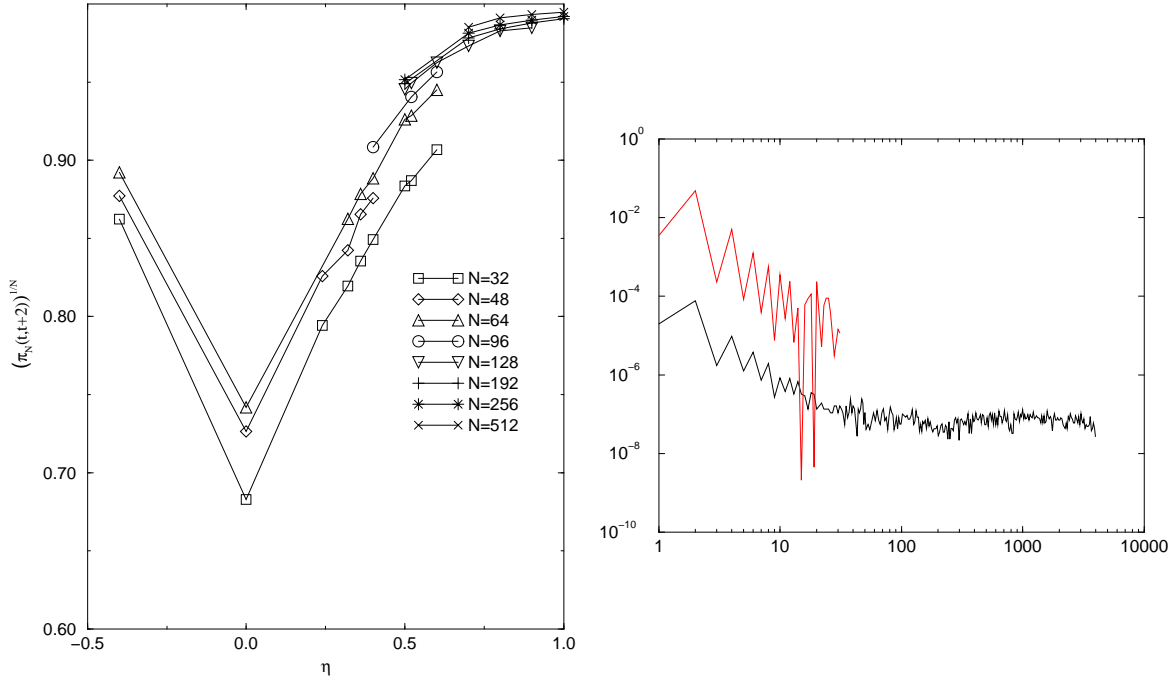 0.90
0.80
0.70
0.60
−0.5
0.0
0.5
1.0
η
(π_N(t,t+2))^{1/N}
N=32
N=48
N=64
N=96
N=128
N=192
N=256
N=512
10^0
10^{−2}
10^{−4}
10^{−6}
10^{−8}
10^{−10}
1
10
100
1000
10000